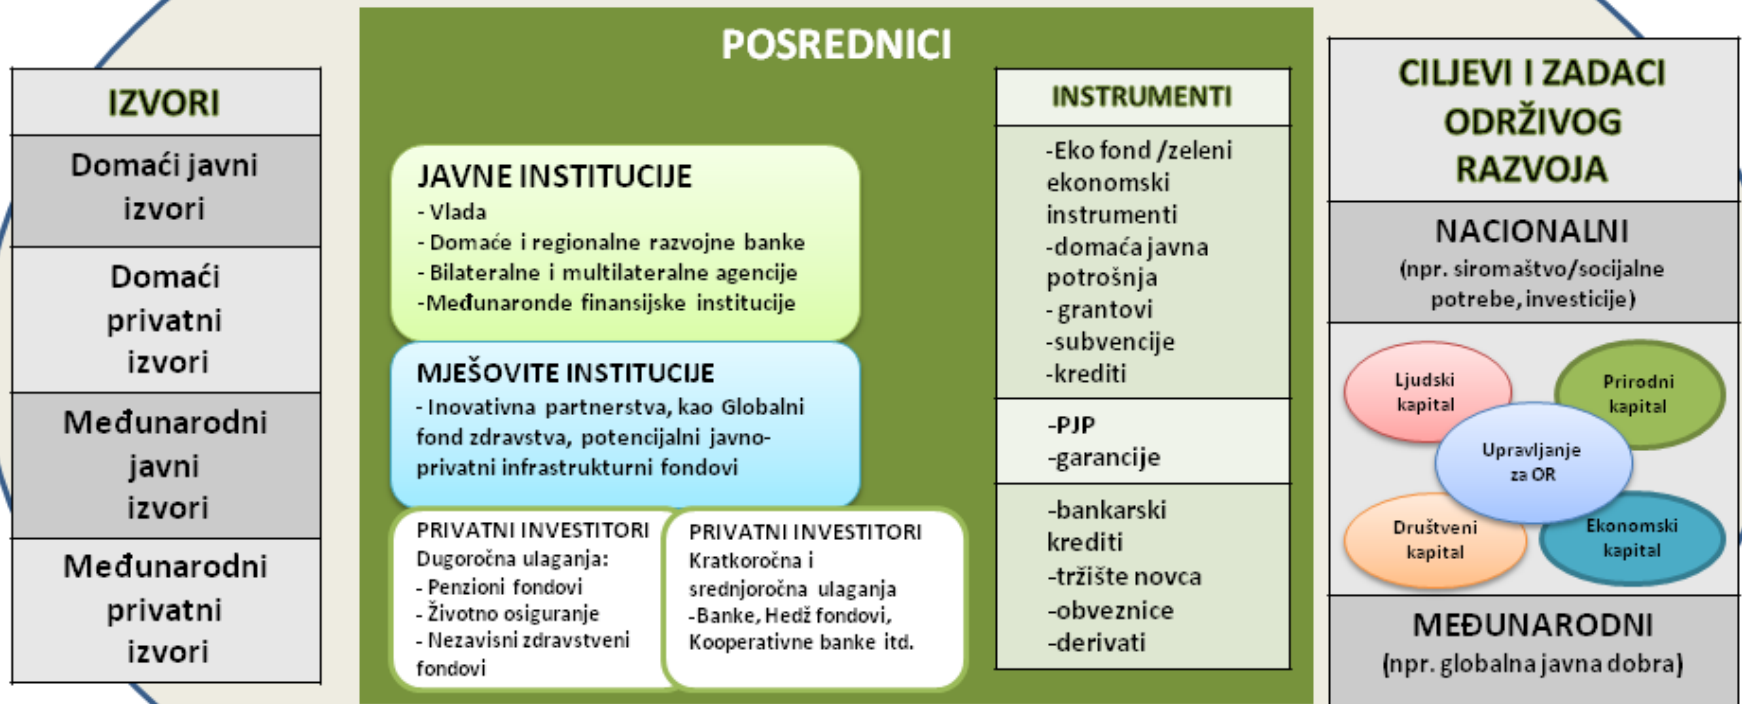 IZVORI
Domaći javni
izvori
Domaći
privatni
izvori
Međunarodni
javni
izvori
Međunarodni
privatni
izvori
POSREDNICI
JAVNE INSTITUCIJE
- Vlada
- Domaće i regionalne razvojne banke
- Bilateralne i multilateralne agencije
-Međunaronde finansijske institucije
MJEŠOVITE INSTITUCIJE
- Inovativna partnerstva, kao Globalni
fond zdravstva, potencijalni javno-
privatni infrastrukturni fondovi
PRIVATNI INVESTITORI
Dugoročna ulaganja:
- Penzioni fondovi
- Životno osiguranje
- Nezavisni zdravstveni
fondovi
PRIVATNI INVESTITORI
Kratkoročna i
srednjoročna ulaganja
-Banke, Hedž fondovi,
Kooperativne banke itd.
INSTRUMENTI
-Eko fond /zeleni
ekonomski
instrumenti
-domaća javna
potrošnja
- grantovi
-subvencije
-krediti
-PJP
-garancije
-bankarski
krediti
-tržište novca
-obveznice
-derivati
CILJEVI I ZADACI
ODRŽIVOG
RAZVOJA
NACIONALNI
(npr. siromaštvo/socijalne
potrebe, investicije)
Ljudski
kapital
Prirodni
kapital
Upravljanje
za OR
Društveni
kapital
Ekonomski
kapital
MEĐUNARODNI
(npr. globalna javna dobra)